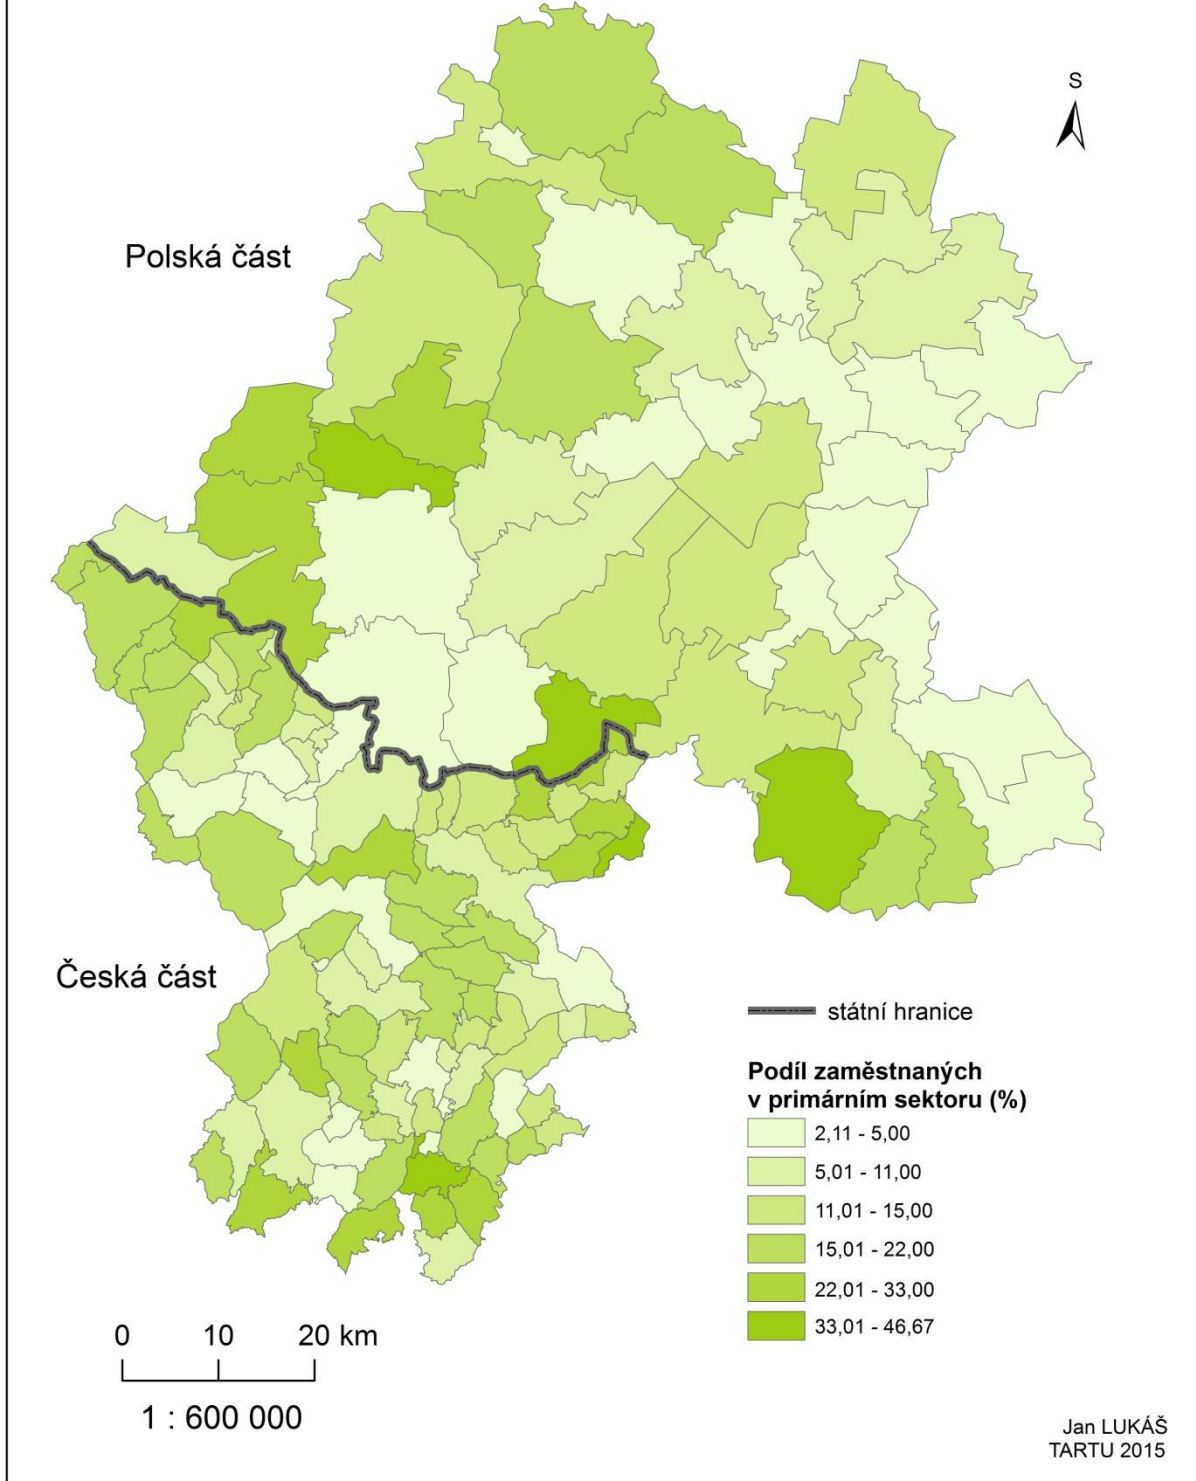 S
Polská část
Česká část
státní hranice
Podíl zaměstnaných
v primárním sektoru (%)
2,11 - 5,00
5,01 - 11,00
11,01 - 15,00
15,01 - 22,00
22,01 - 33,00
33,01 - 46,67
0 10 20 km
1 : 600 000
Jan LUKÁŠ
TARTU 2015